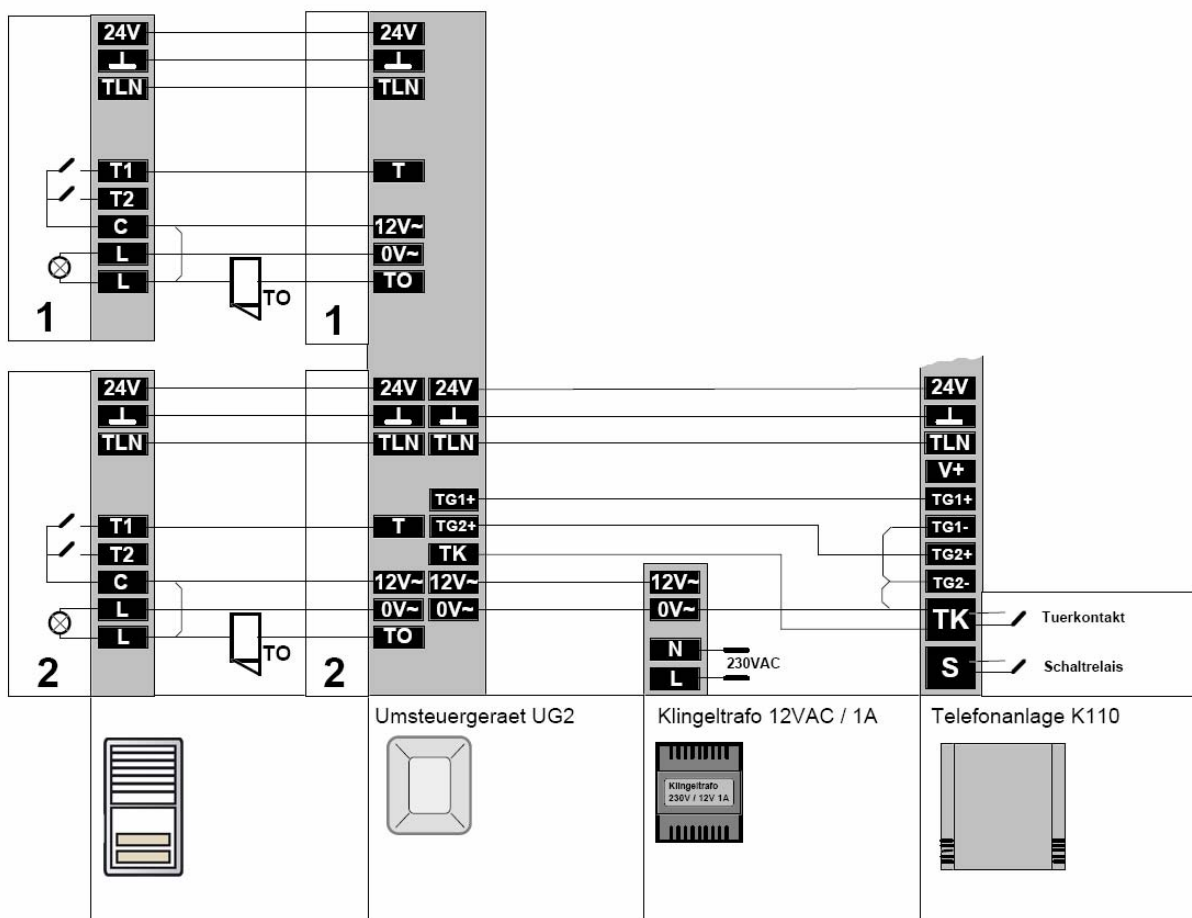 24V 24V
TLN TLN
T1 T
T2
C 12V~
L 0V~
L TO TO
1 1
24V 24V 24V 24V
TLN TLN TLN TLN
V+
TG1+ TG1+
T1 T TG2+ TG1-
T2 TK TG2+
C 12V~ 12V~ 12V~ TG2-
L 0V~ 0V~ 0V~ TK Tuerkontakt
L TO TO
N 230VAC
L S Schaltrelais
2 2
Umsteuergeraet UG2 Klingeltrafo 12VAC / 1A Telefonanlage K110
Klingeltrafo
230V / 12V 1A